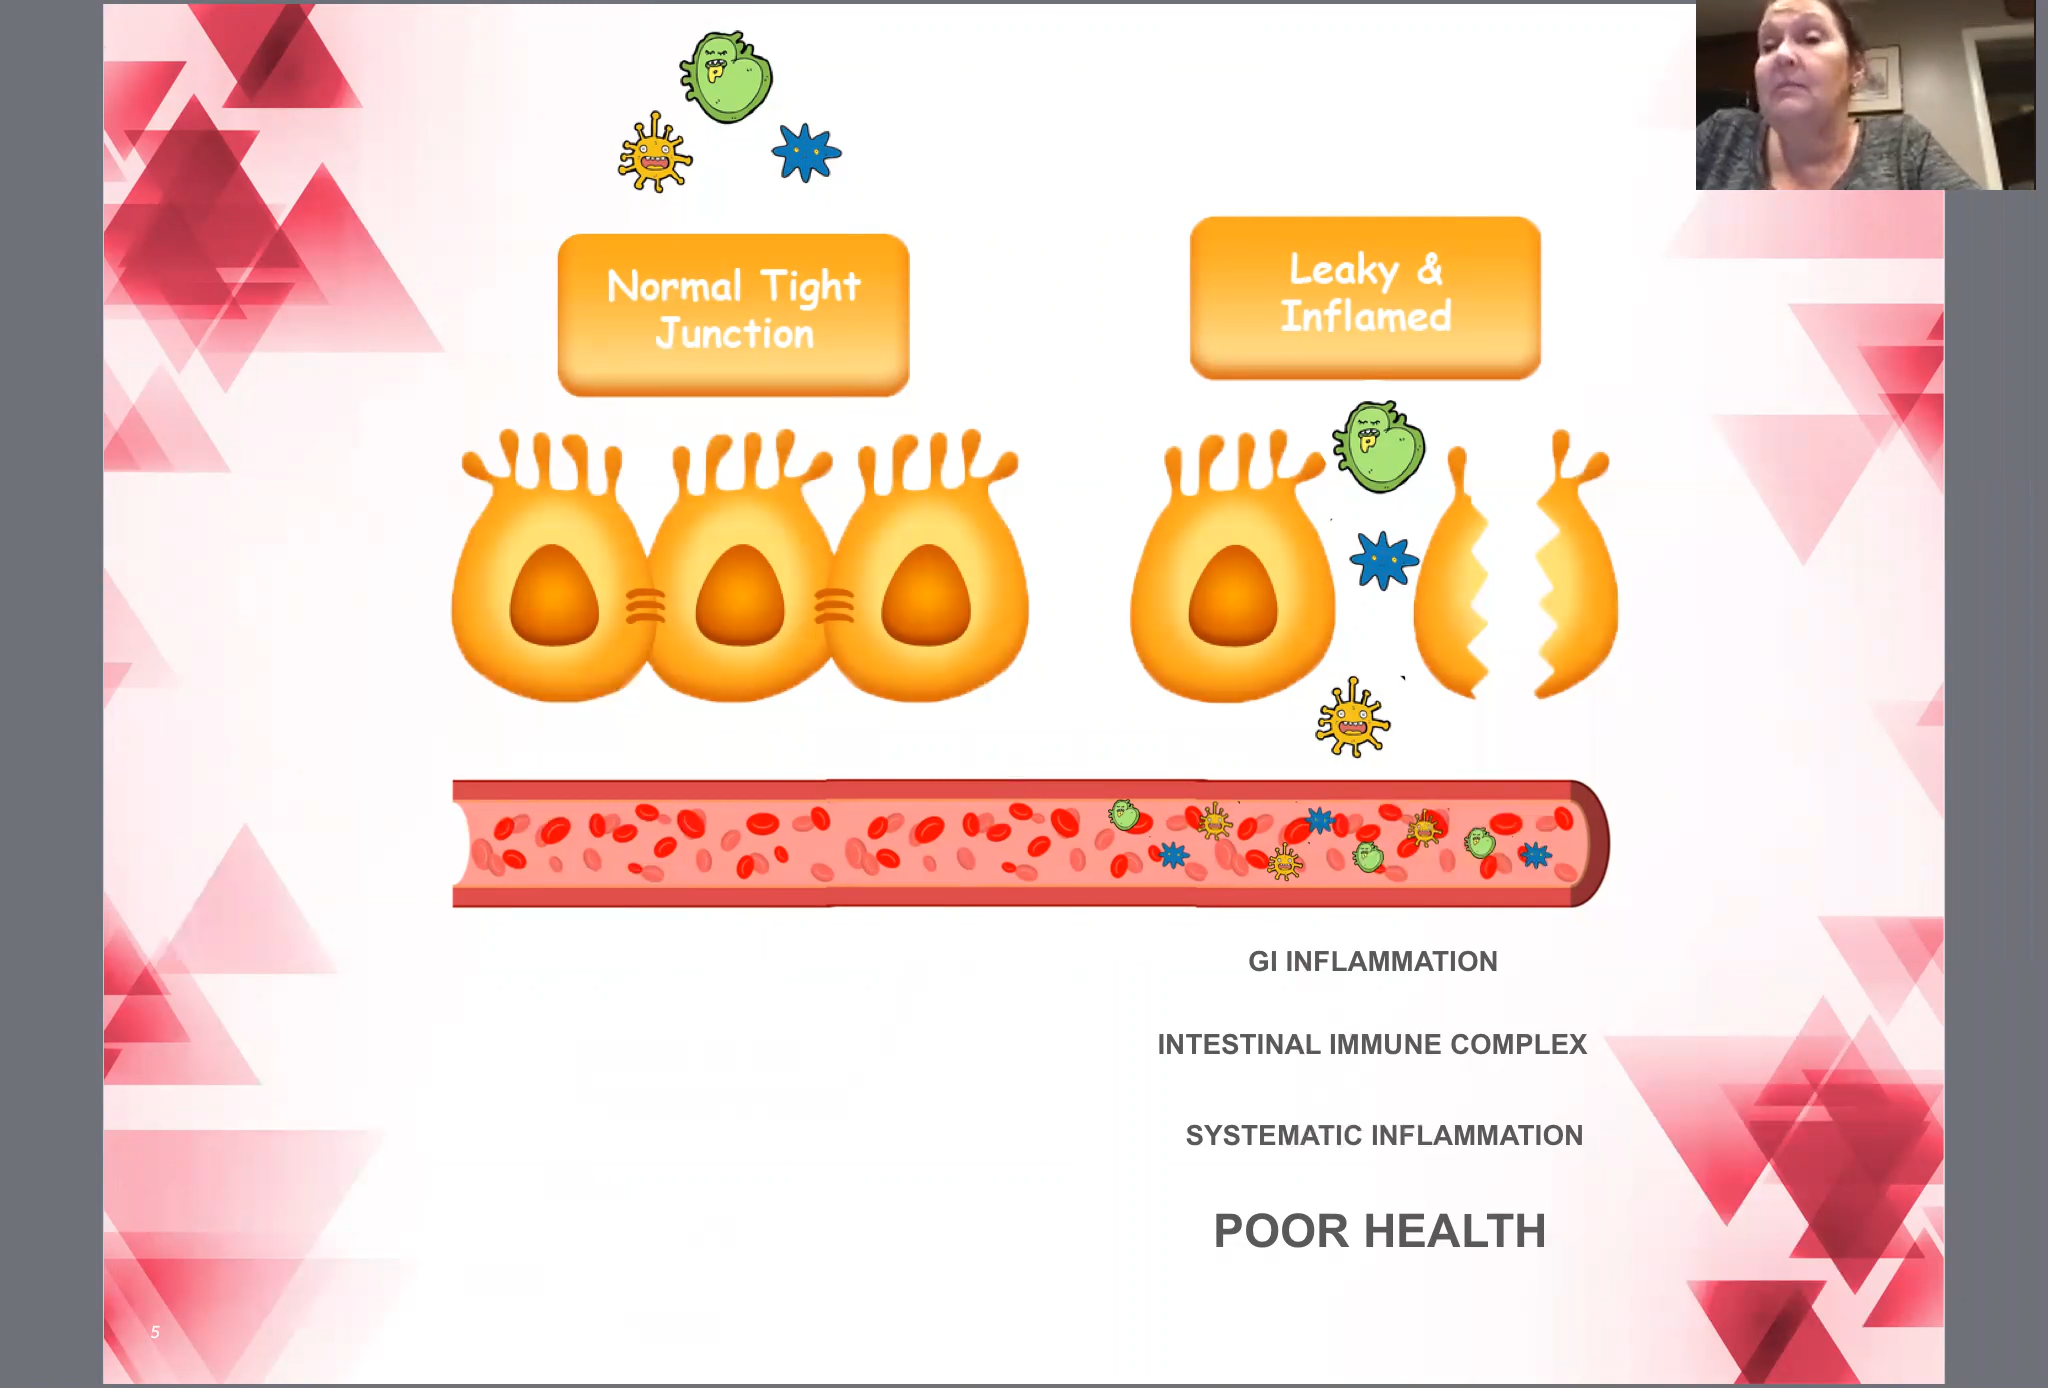 Normal Tight
Junction
Leaky &
Inflamed
P
P
GI INFLAMMATION
INTESTINAL IMMUNE COMPLEX
SYSTEMATIC INFLAMMATION
POOR HEALTH
5